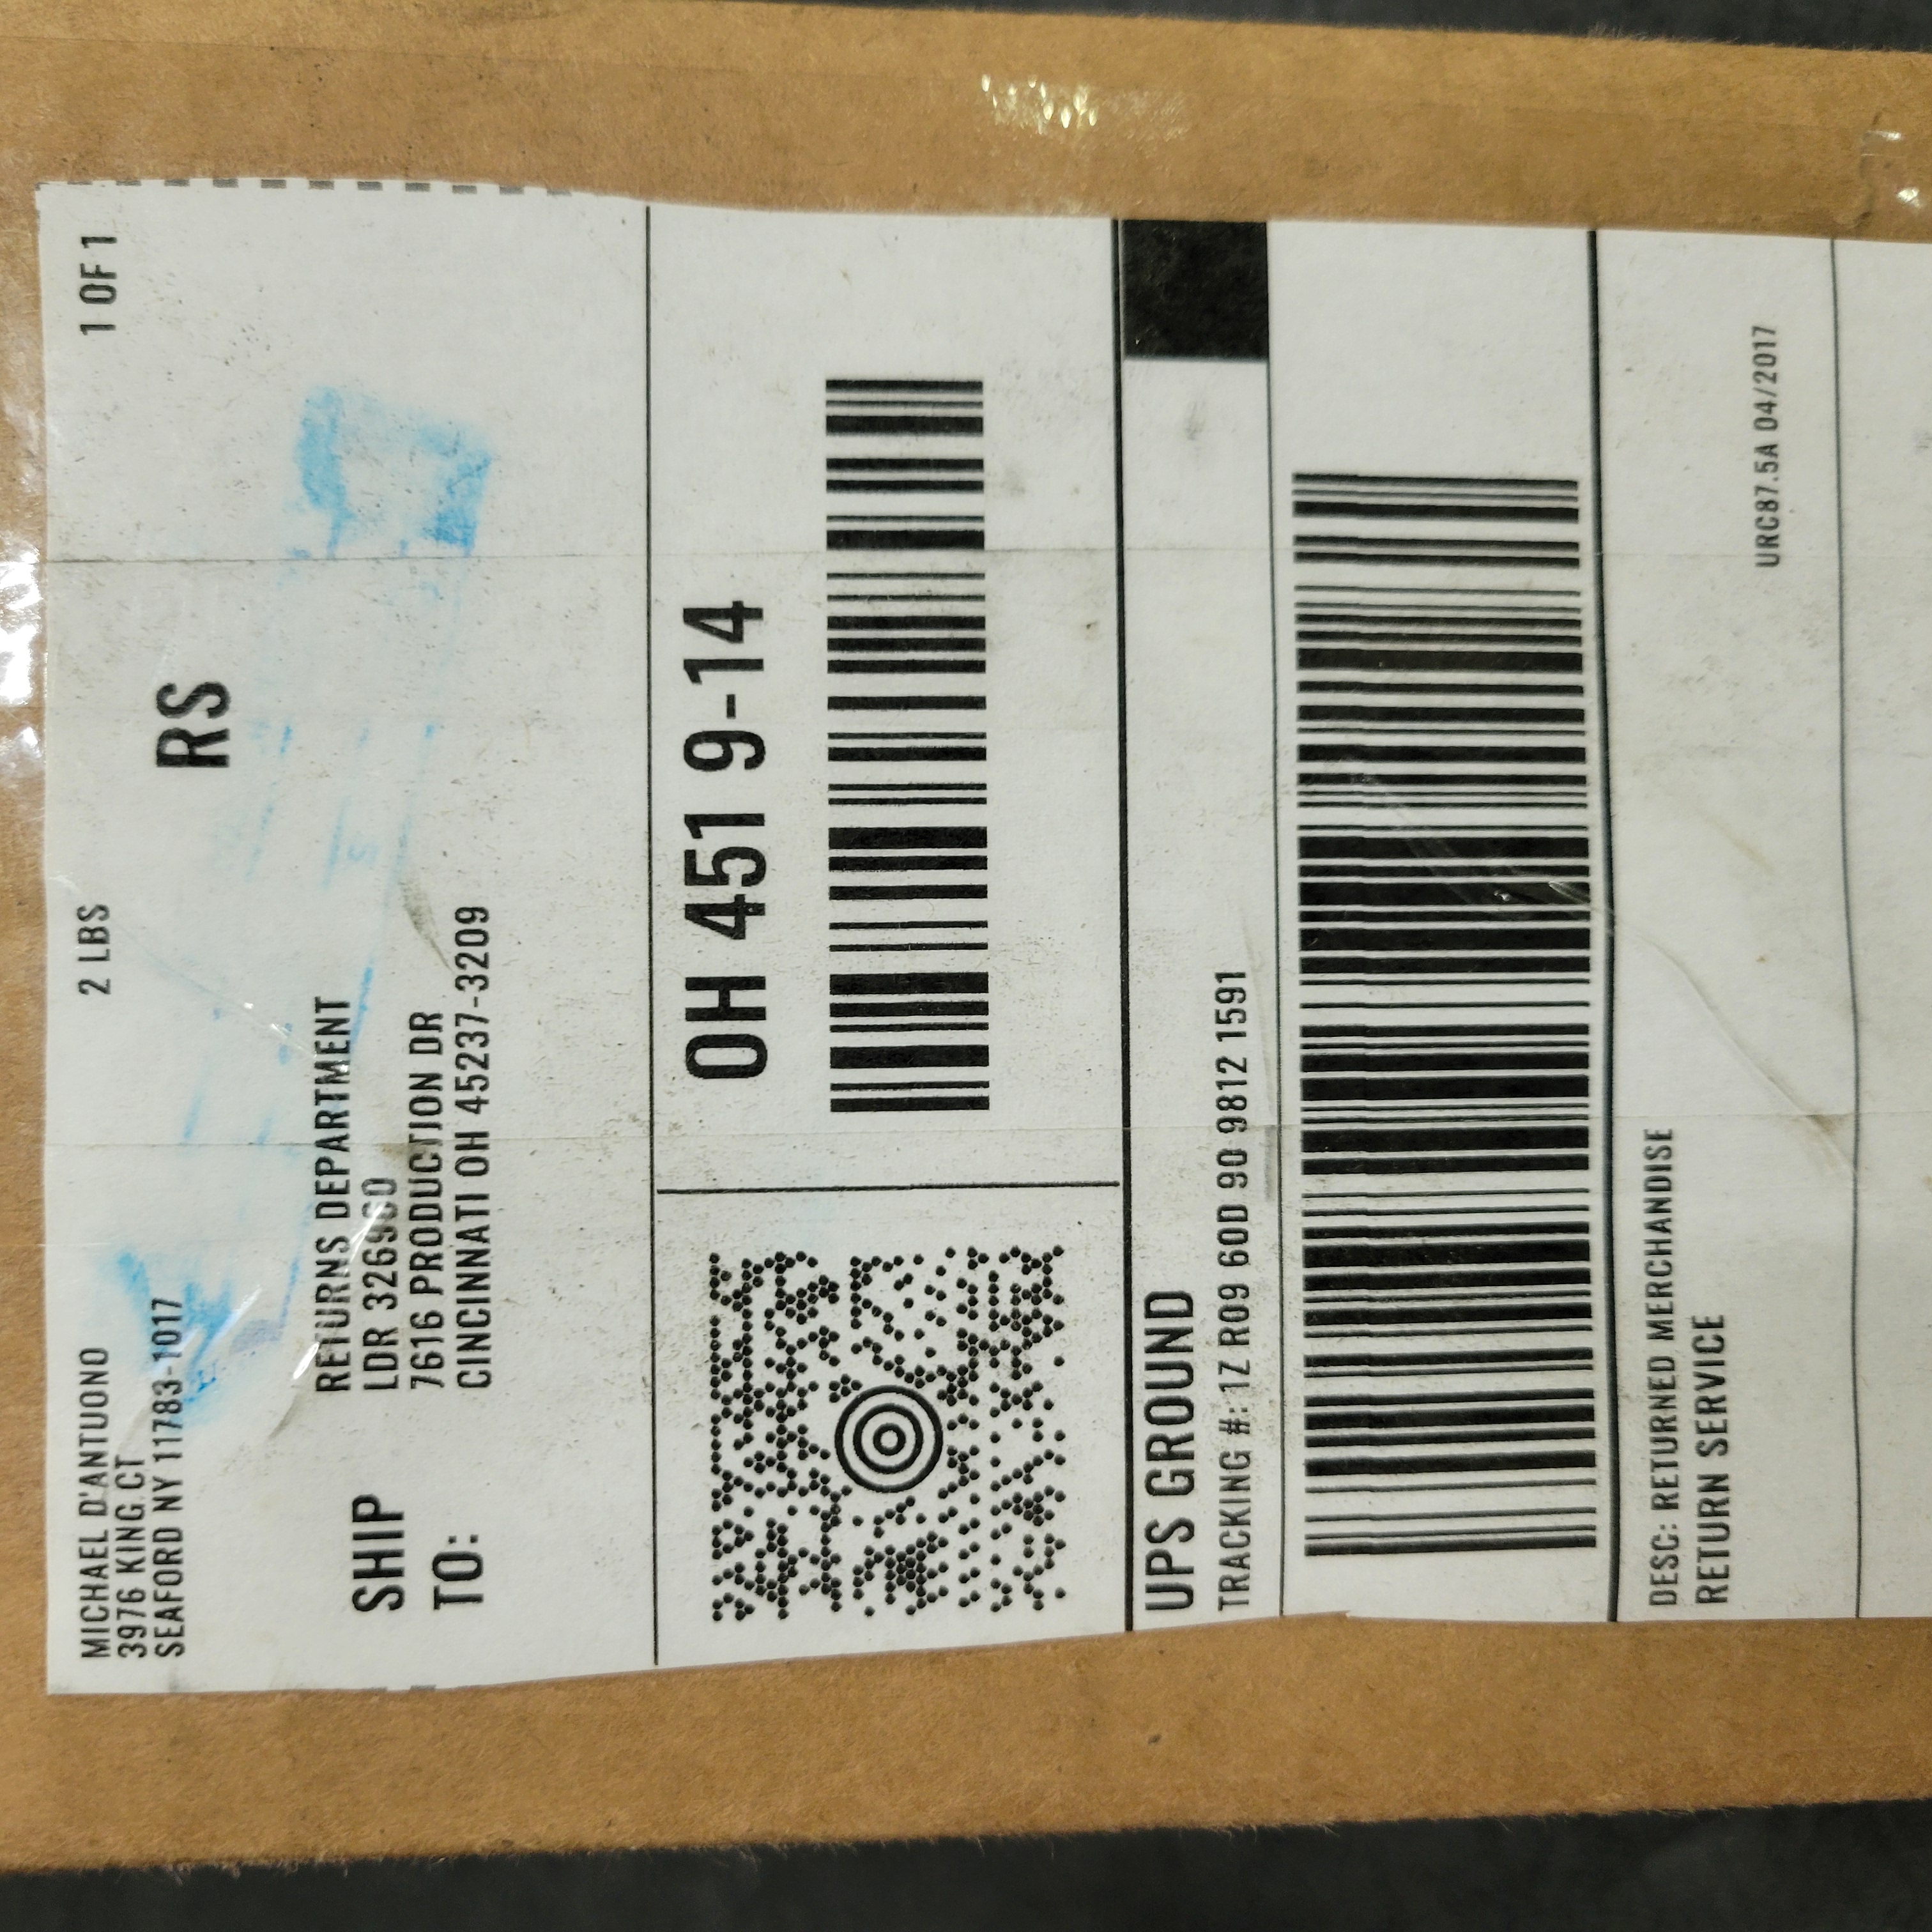 MICHAEL D'ANTUONO
3976 KING CT
SEAFORD NY 11783-1017
2 LBS
1 OF 1
RS
SHIP
TO:
RETURNS DEPARTMENT
LDR
7616 PRODUCTION DR
CINCINNATI OH 45237-3209
OH 451 9-14
UPS GROUND
TRACKING #: 1Z R09 60D 90 9812 1591
DESC: RETURNED MERCHANDISE
RETURN SERVICE
URC87.5A 04/2017